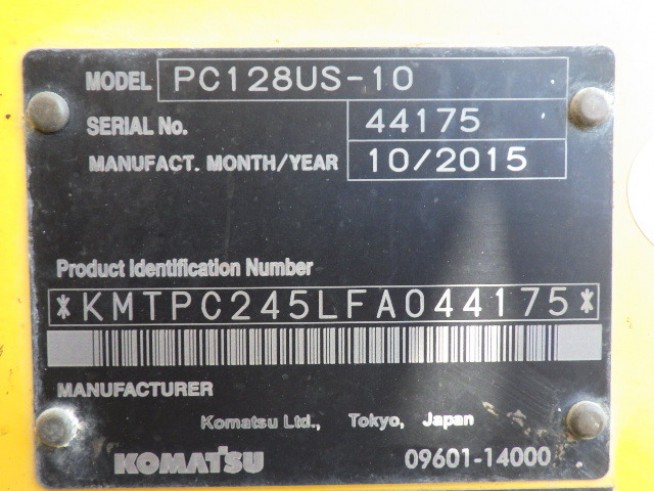 MODEL PC128US-10
SERIAL No. 44175
MANUFACT. MONTH/YEAR 10/2015
Product Identification Number
*KMTPC245LFA044175*
MANUFACTURER
Komatsu Ltd., Tokyo, Japan
KOMATSU 09601-14000